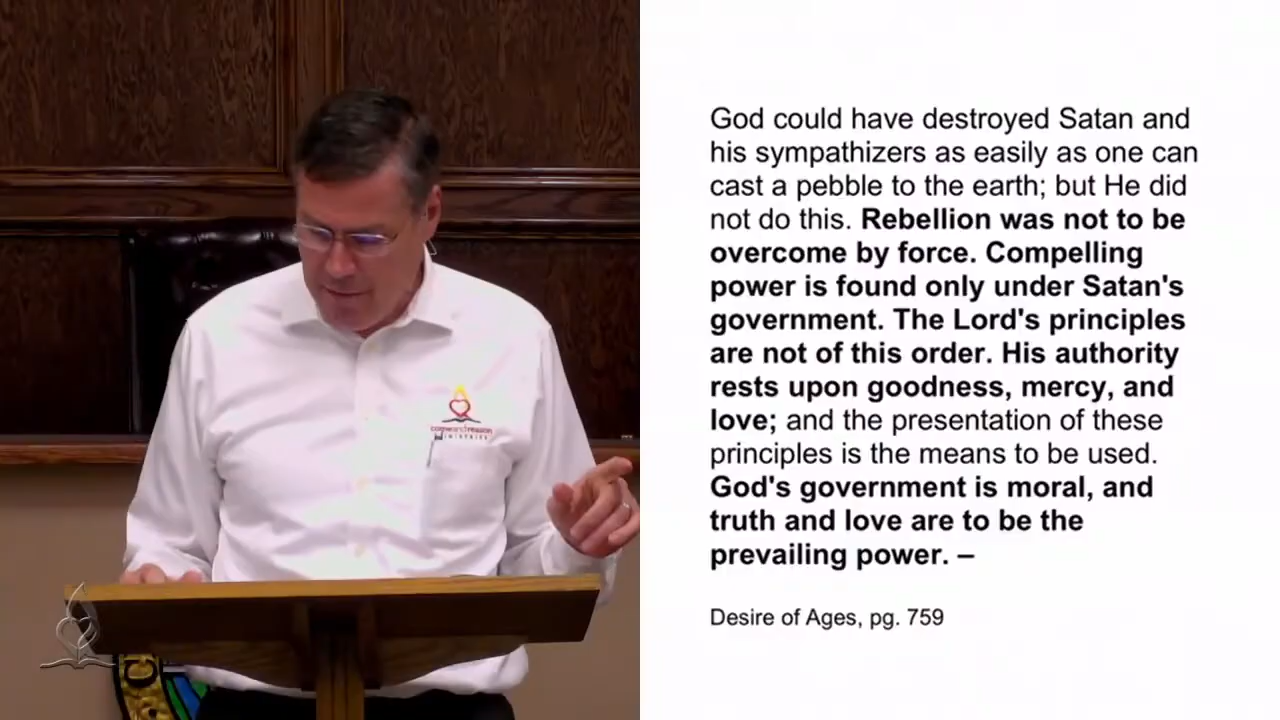 come and reason
MINISTRIES
God could have destroyed Satan and
his sympathizers as easily as one can
cast a pebble to the earth; but He did
not do this. Rebellion was not to be
overcome by force. Compelling
power is found only under Satan's
government. The Lord's principles
are not of this order. His authority
rests upon goodness, mercy, and
love; and the presentation of these
principles is the means to be used.
God's government is moral, and
truth and love are to be the
prevailing power. –
Desire of Ages, pg. 759